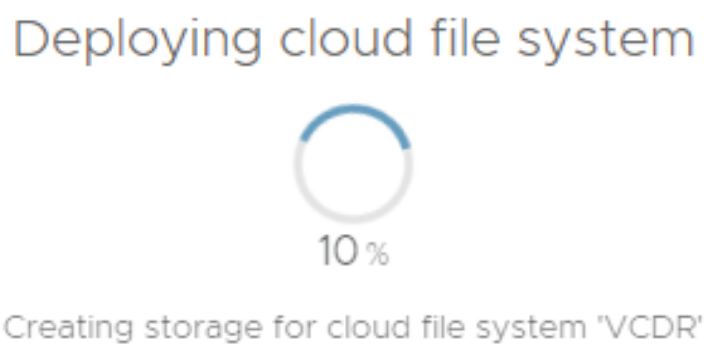 Deploying cloud file system
10 %
Creating storage for cloud file system 'VCDR'